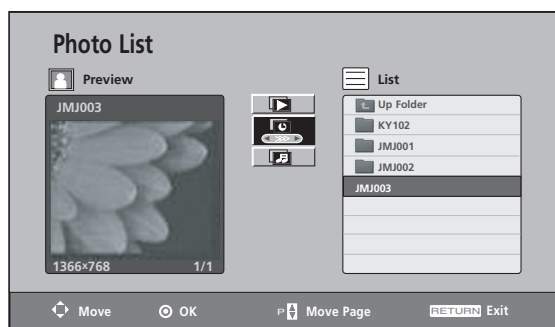 Photo List
Preview
List
JMJ003
1366×768 1/1
Up Folder
KY102
JMJ001
JMJ002
JMJ003
Move OK P Move Page RETURN Exit